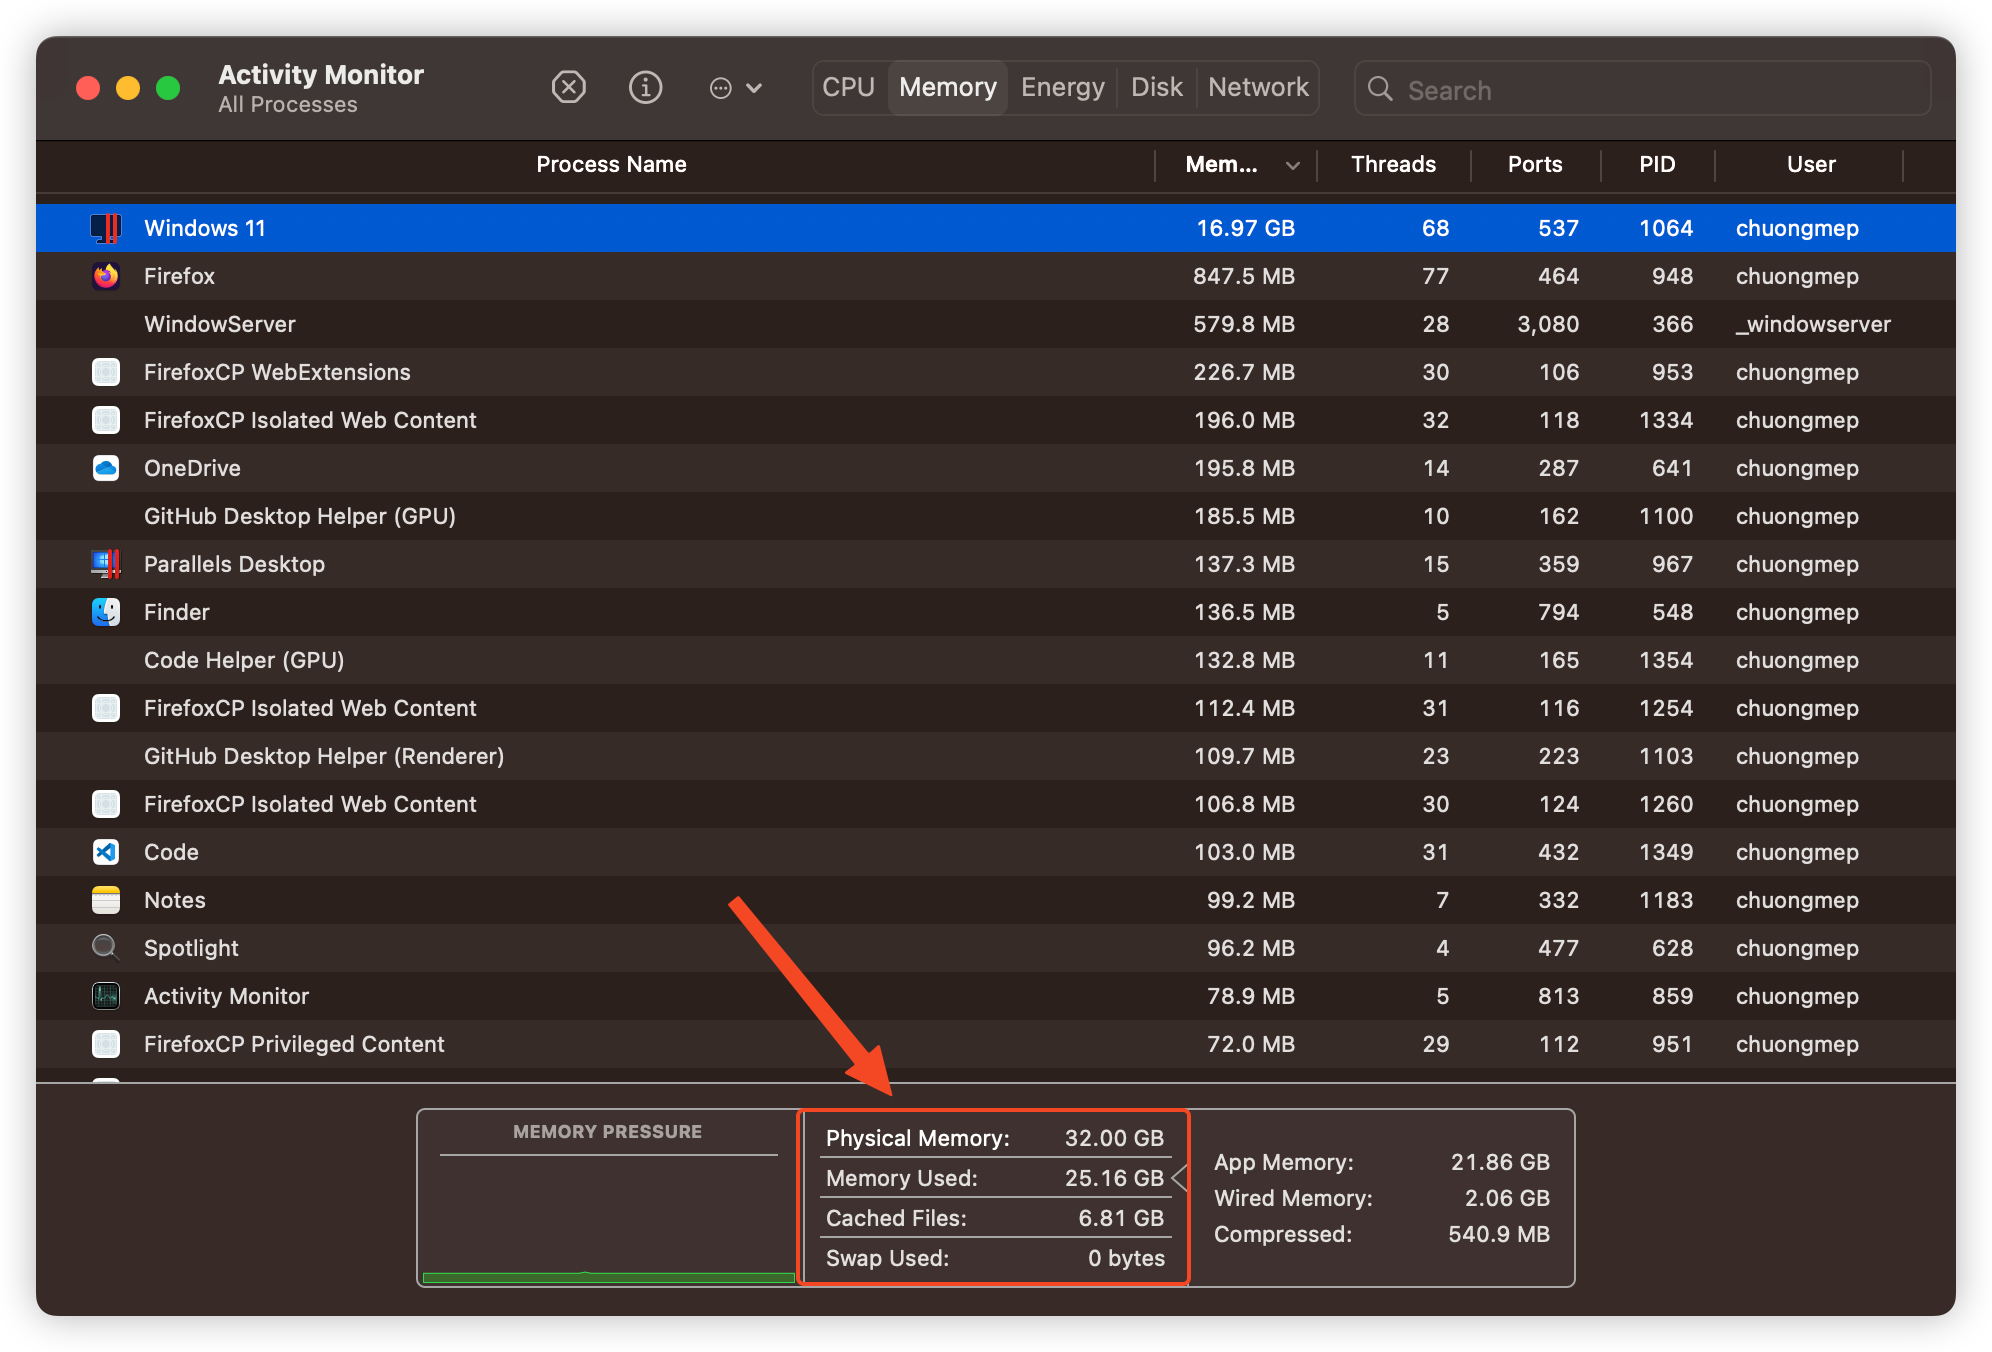 Activity Monitor
All Processes
CPU Memory Energy Disk Network
Search
Process Name Mem... Threads Ports PID User
Windows 11 16.97 GB 68 537 1064 chuongmep
Firefox 847.5 MB 77 464 948 chuongmep
WindowServer 579.8 MB 28 3,080 366 _windowserver
FirefoxCP WebExtensions 226.7 MB 30 106 953 chuongmep
FirefoxCP Isolated Web Content 196.0 MB 32 118 1334 chuongmep
OneDrive 195.8 MB 14 287 641 chuongmep
GitHub Desktop Helper (GPU) 185.5 MB 10 162 1100 chuongmep
Parallels Desktop 137.3 MB 15 359 967 chuongmep
Finder 136.5 MB 5 794 548 chuongmep
Code Helper (GPU) 132.8 MB 11 165 1354 chuongmep
FirefoxCP Isolated Web Content 112.4 MB 31 116 1254 chuongmep
GitHub Desktop Helper (Renderer) 109.7 MB 23 223 1103 chuongmep
FirefoxCP Isolated Web Content 106.8 MB 30 124 1260 chuongmep
Code 103.0 MB 31 432 1349 chuongmep
Notes 99.2 MB 7 332 1183 chuongmep
Spotlight 96.2 MB 4 477 628 chuongmep
Activity Monitor 78.9 MB 5 813 859 chuongmep
FirefoxCP Privileged Content 72.0 MB 29 112 951 chuongmep
MEMORY PRESSURE
Physical Memory: 32.00 GB
Memory Used: 25.16 GB
Cached Files: 6.81 GB
Swap Used: 0 bytes
App Memory: 21.86 GB
Wired Memory: 2.06 GB
Compressed: 540.9 MB